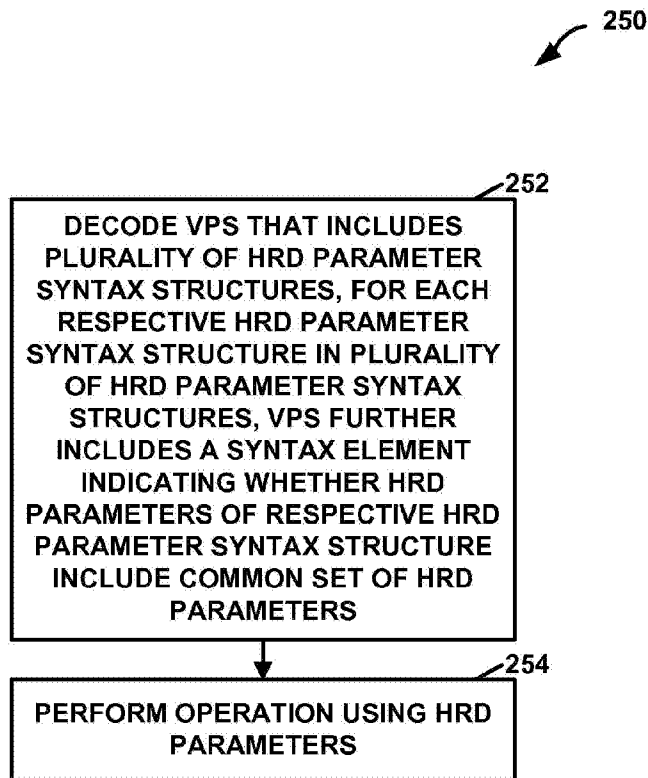 250
252
DECODE VPS THAT INCLUDES
PLURALITY OF HRD PARAMETER
SYNTAX STRUCTURES, FOR EACH
RESPECTIVE HRD PARAMETER
SYNTAX STRUCTURE IN PLURALITY
OF HRD PARAMETER SYNTAX
STRUCTURES, VPS FURTHER
INCLUDES A SYNTAX ELEMENT
INDICATING WHETHER HRD
PARAMETERS OF RESPECTIVE HRD
PARAMETER SYNTAX STRUCTURE
INCLUDE COMMON SET OF HRD
PARAMETERS
254
PERFORM OPERATION USING HRD
PARAMETERS